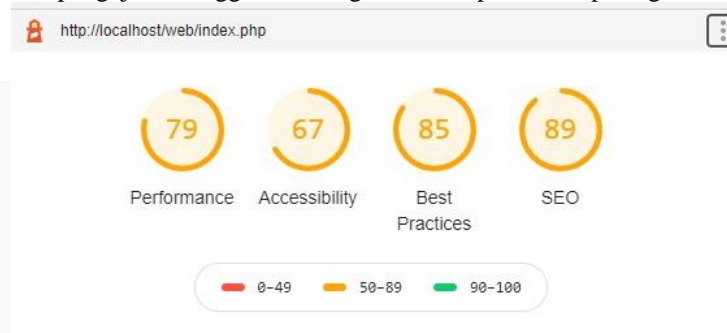 http://localhost/web/index.php
79 67 85 89
Performance Accessibility Best Practices SEO
0-49 50-89 90-100